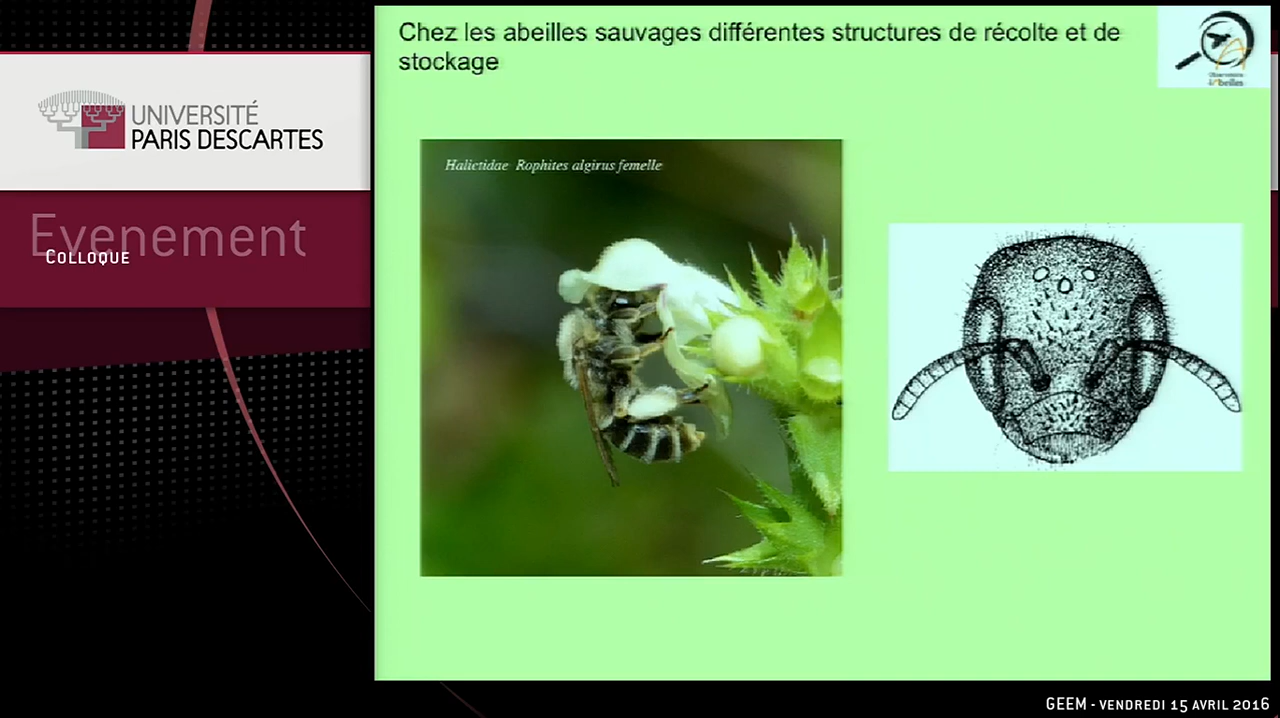 Chez les abeilles sauvages différentes structures de récolte et de
stockage
UNIVERSITÉ
PARIS DESCARTES
Evenement
COLLOQUE
Halictidae Rophites algirus femelle
GEEM - VENDREDI 15 AVRIL 2016